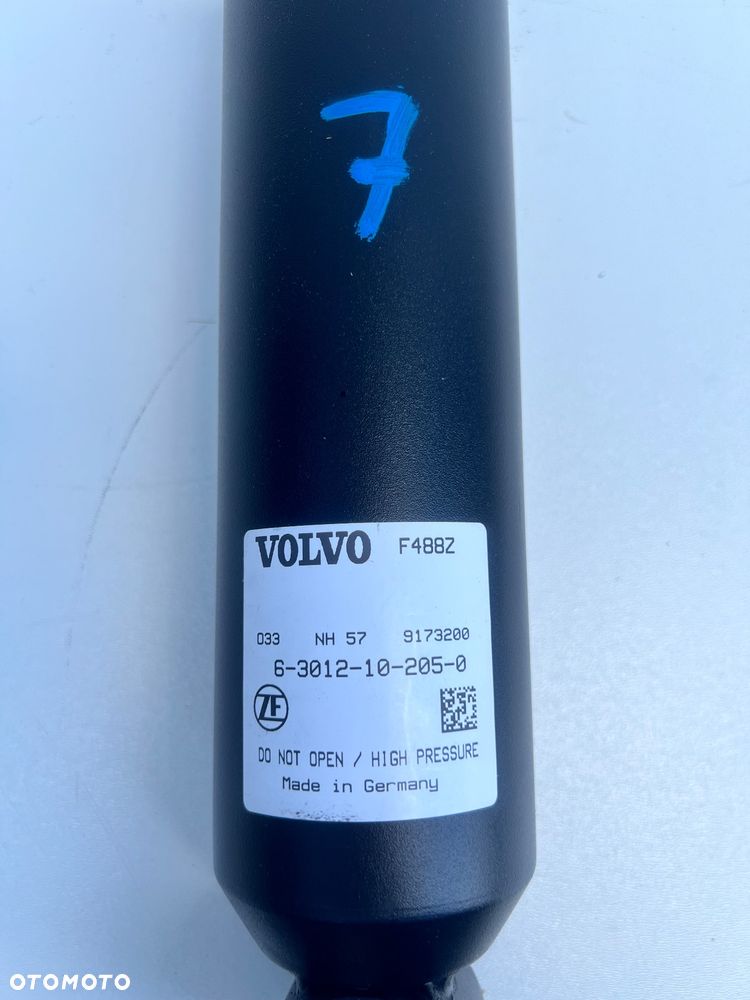 7
VOLVO F488Z
033 NH 57 9173200
6-3012-10-205-0
ZF
DO NOT OPEN / HIGH PRESSURE
Made in Germany
OTOMOTO